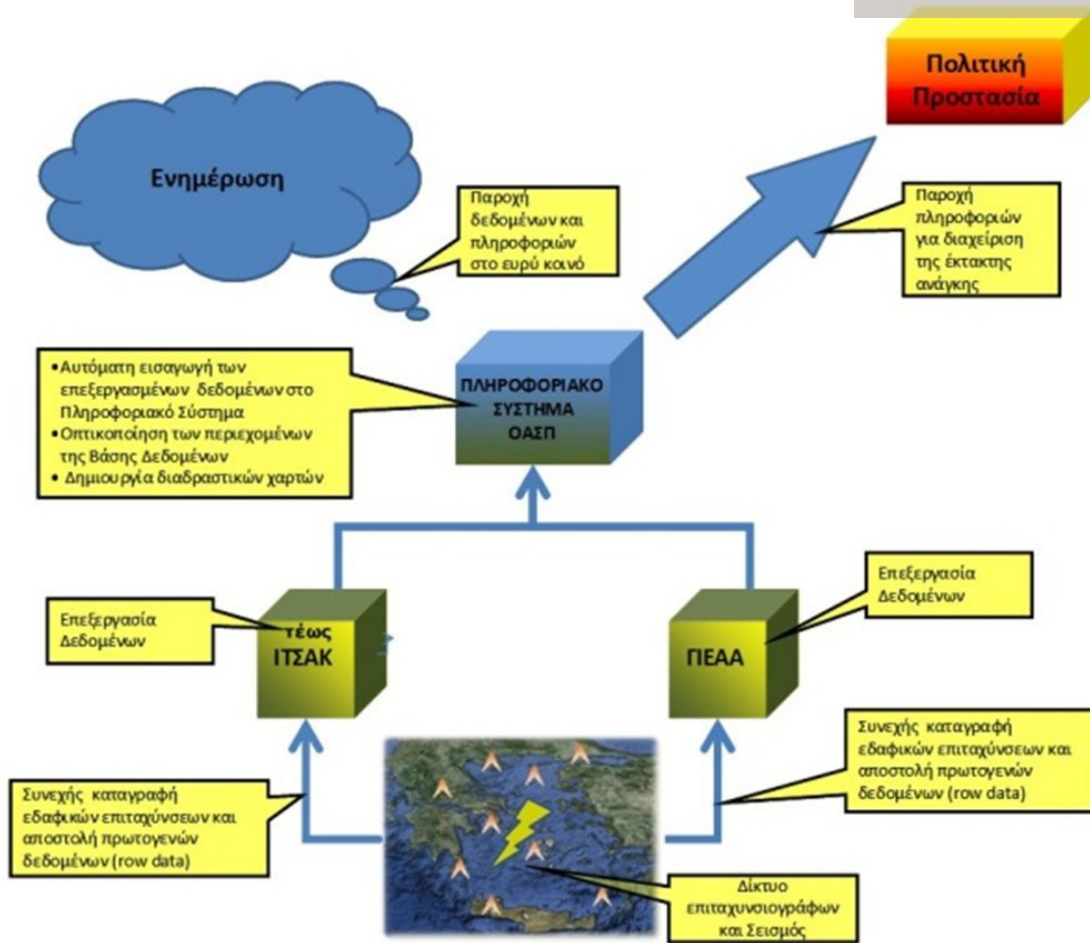 Πολιτική
Προστασία
Ενημέρωση
Παροχή
δεδομένων και
πληροφοριών
στο ευρύ κοινό
Παροχή
πληροφοριών
για διαχείριση
της έκτακτης
ανάγκης
•Αυτόματη εισαγωγή των
επεξεργασμένων δεδομένων στο
Πληροφοριακό Σύστημα
•Οπτικοποίηση των περιεχομένων
της Βάσης Δεδομένων
• Δημιουργία διαδραστικών χαρτών
ΠΛΗΡΟΦΟΡΙΑΚΟ
ΣΥΣΤΗΜΑ
ΟΑΣΠ
Επεξεργασία
Δεδομένων
τέως
ΙΤΣΑΚ
ΓΙΕΑΑ
Επεξεργασία
Δεδομένων
Συνεχής καταγραφή
εδαφικών επιταχύνσεων και
αποστολή πρωτογενών
δεδομένων (row data)
Συνεχής καταγραφή
εδαφικών επιταχύνσεων και
αποστολή πρωτογενών
δεδομένων (row data)
Δίκτυο
επιταχυνσιογράφων
και Σεισμός